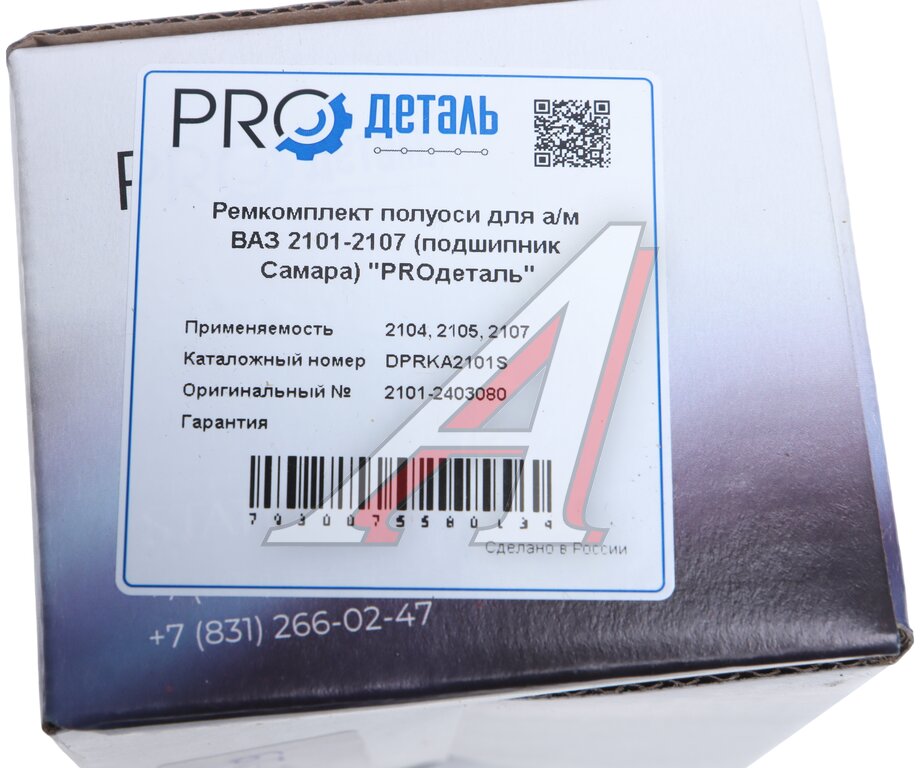 PRO деталь
Ремкомплект полуоси для а/м
ВАЗ 2101-2107 (подшипник
Самара) "PROдеталь"
Применяемость 2104, 2105, 2107
Каталожный номер DPRKA2101S
Оригинальный № 2101-2403080
Гарантия
Сделано в России
+7 (831) 266-02-47